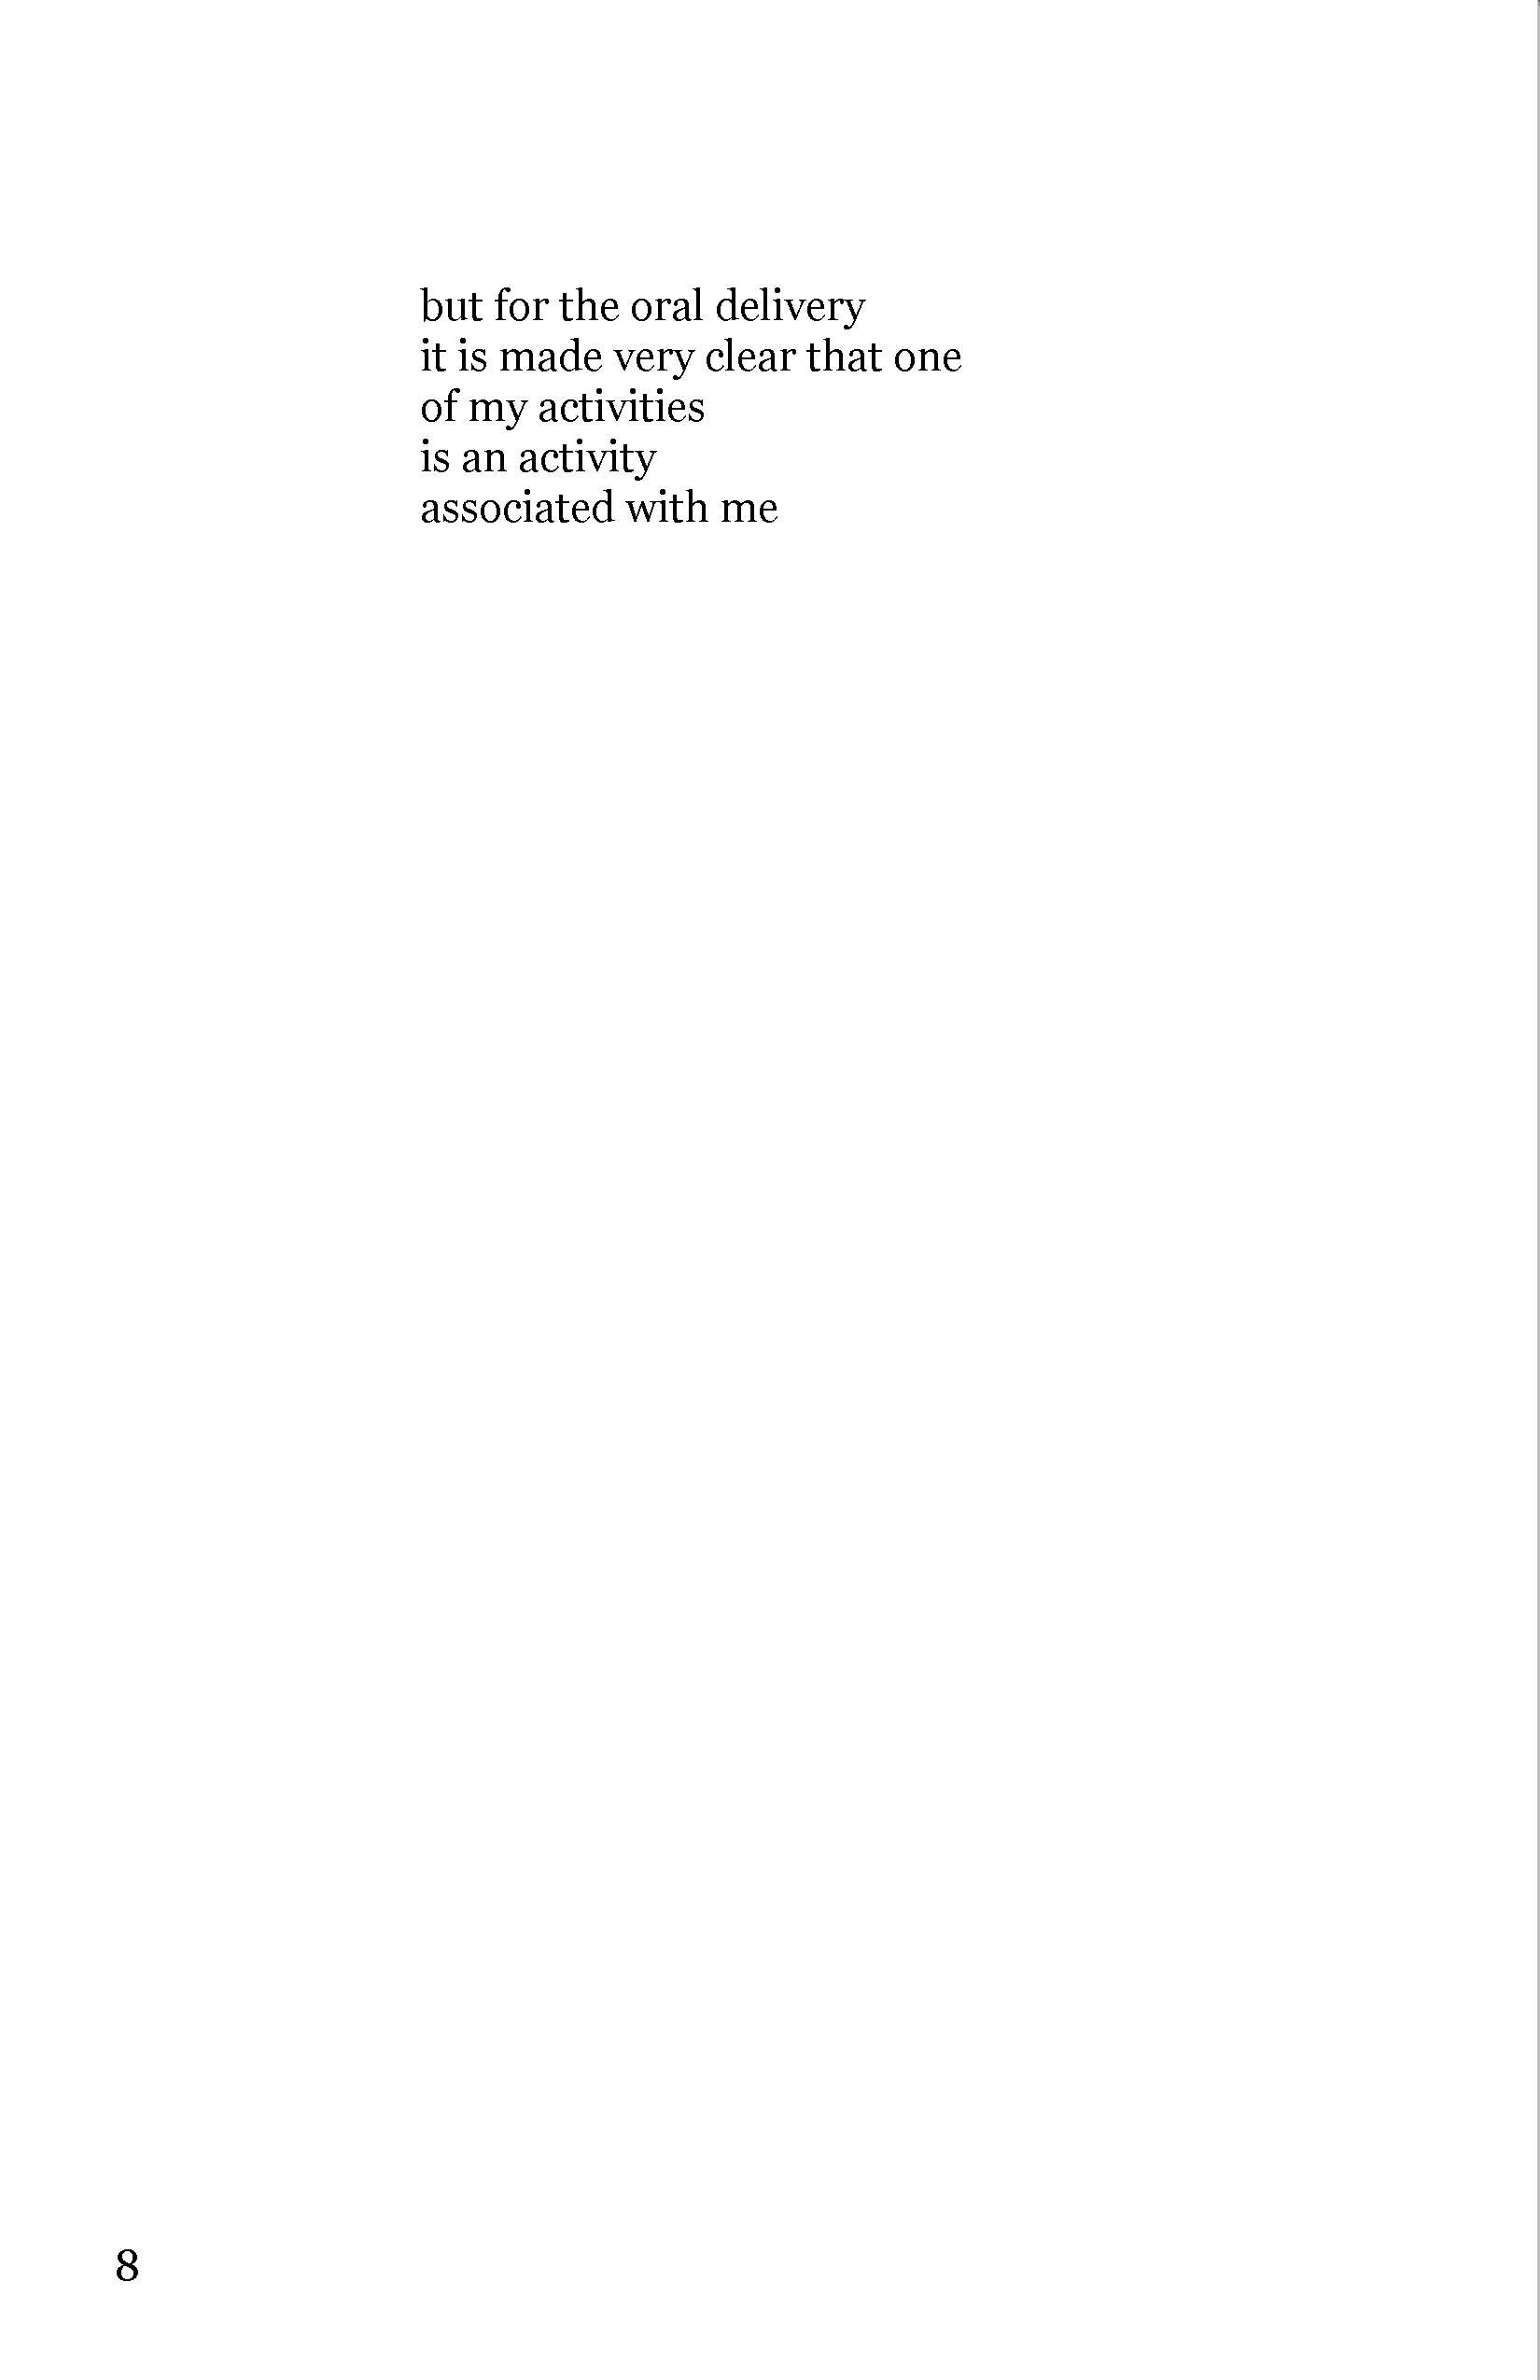 but for the oral delivery
it is made very clear that one
of my activities
is an activity
associated with me
8